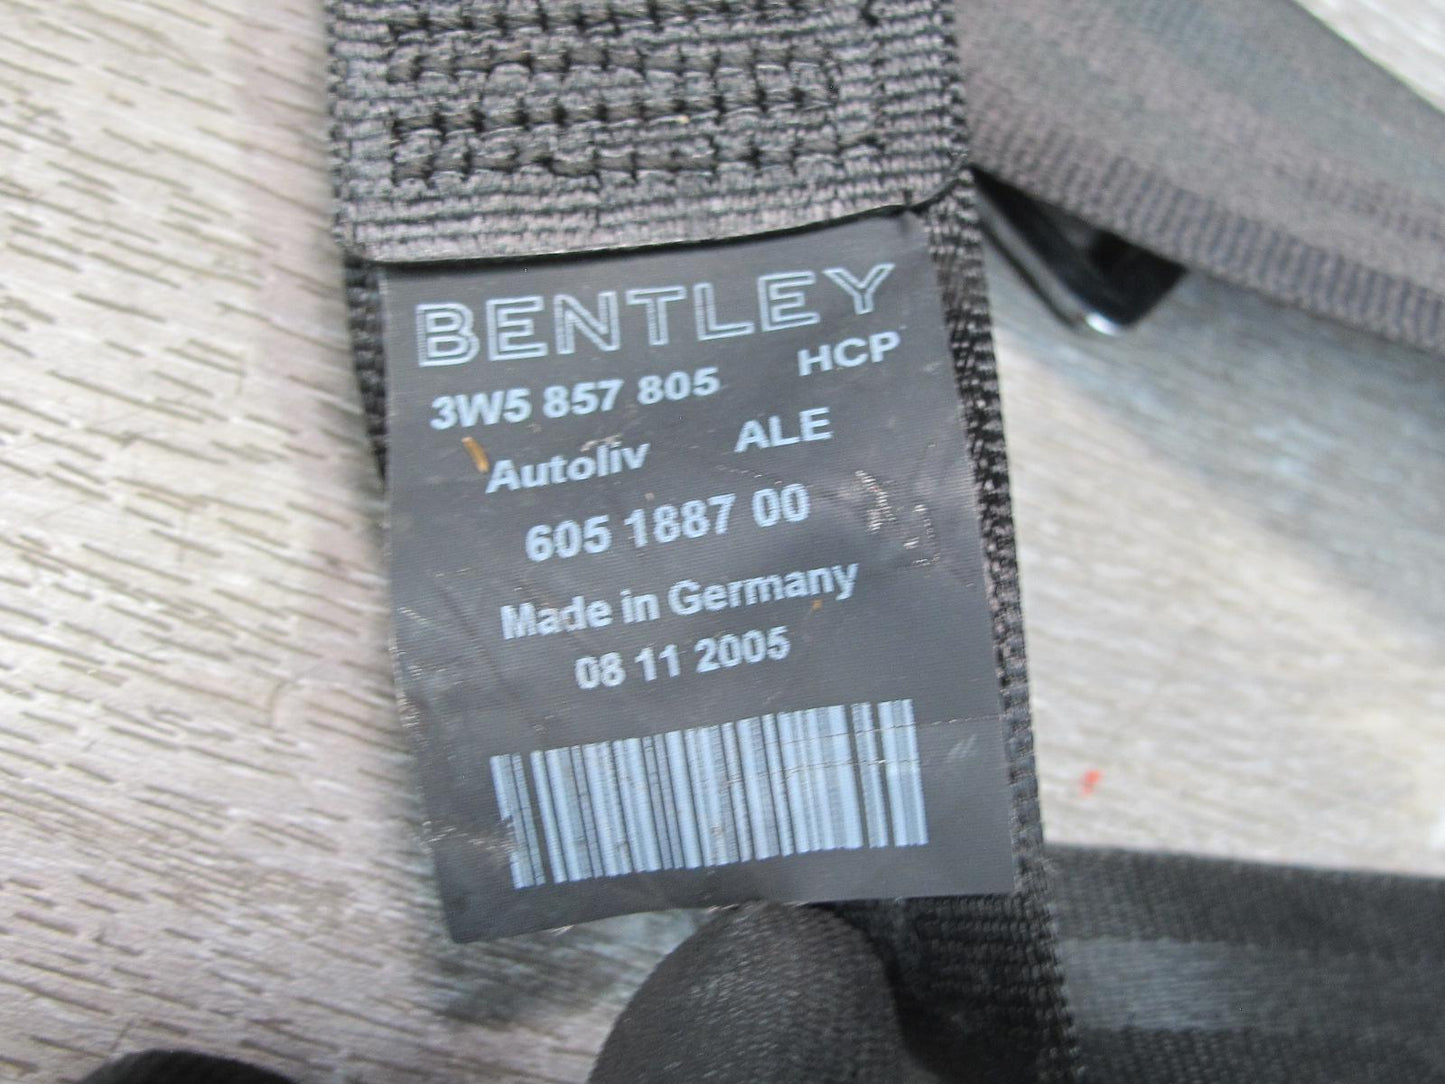 BENTLEY
3W5 857 805 HCP
Autoliv ALE
605 1887 00
Made in Germany
08 11 2005